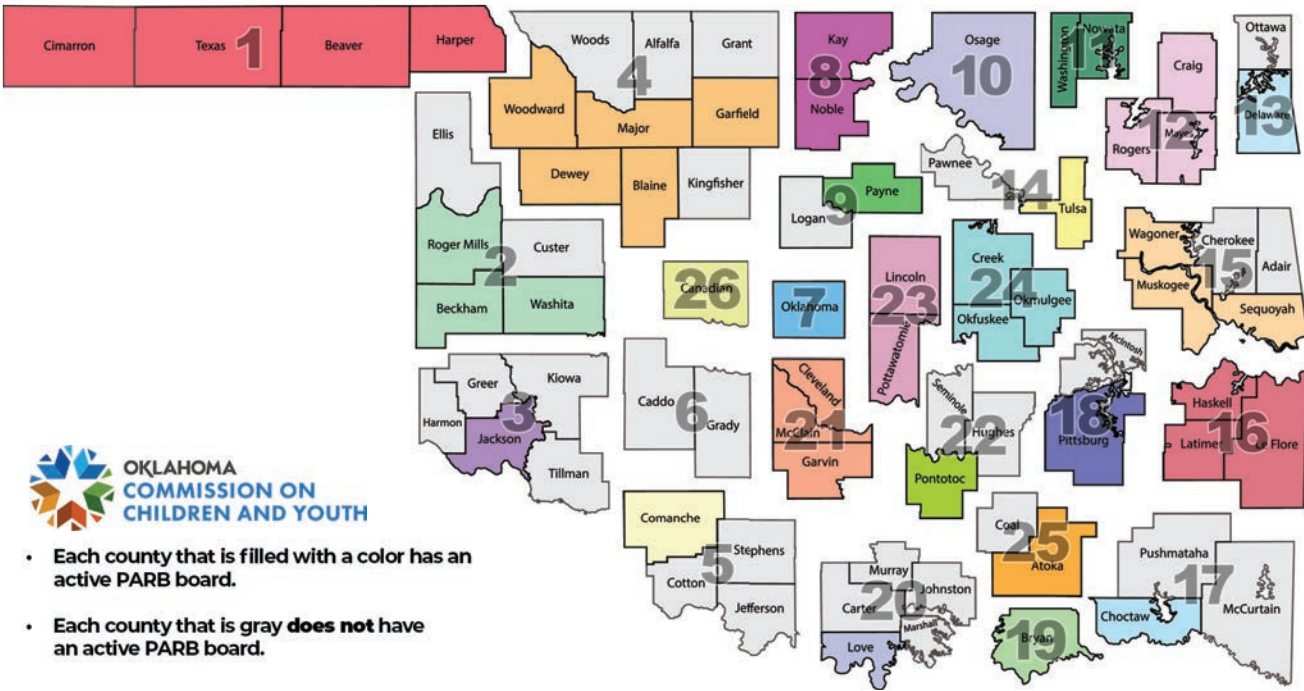 Cimarron
Texas
1
Beaver
Harper
Woods
Alfalfa
Grant
4
Woodward
Major
Garfield
Dewey
Blaine
Kingfisher
Kay
8
Noble
Osage
10
Washington
Nowata
11
Craig
12
Rogers
Mayes
Ottawa
Delaware
13
Ellis
Roger Mills
Custer
2
Beckham
Washita
Logan
9
Payne
Pawnee
14
Tulsa
Canadian
26
Oklahoma
7
Lincoln
23
Pottawatomie
Creek
24
Okmulgee
Okfuskee
Wagoner
Cherokee
15
Adair
Muskogee
Sequoyah
Greer
Kiowa
Harmon
3
Jackson
Tillman
Caddo
6
Grady
Cleveland
21
McClain
Garvin
Seminole
22
Hughes
Pontotoc
McIntosh
18
Pittsburg
Haskell
16
Latimer
Le Flore
Comanche
Stephens
5
Cotton
Jefferson
Murray
Johnston
20
Carter
Marshall
Love
Coal
25
Atoka
19
Bryan
Pushmataha
17
Choctaw
McCurtain
OKLAHOMA
COMMISSION ON
CHILDREN AND YOUTH
• Each county that is filled with a color has an
active PARB board.
• Each county that is gray does not have
an active PARB board.